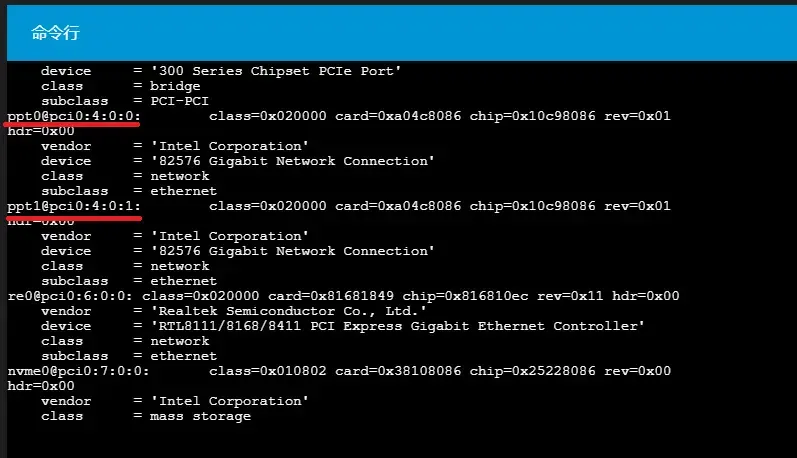 命令行
device = '300 Series Chipset PCIe Port'
class = bridge
subclass = PCI-PCI
ppt0@pci0:4:0:0: class=0x020000 card=0xa04c8086 chip=0x10c98086 rev=0x01
hdr=0x00
vendor = 'Intel Corporation'
device = '82576 Gigabit Network Connection'
class = network
subclass = ethernet
ppt1@pci0:4:0:1: class=0x020000 card=0xa04c8086 chip=0x10c98086 rev=0x01
hdr=0x00
vendor = 'Intel Corporation'
device = '82576 Gigabit Network Connection'
class = network
subclass = ethernet
re0@pci0:6:0:0: class=0x020000 card=0x81681849 chip=0x816810ec rev=0x11 hdr=0x00
vendor = 'Realtek Semiconductor Co., Ltd.'
device = 'RTL8111/8168/8411 PCI Express Gigabit Ethernet Controller'
class = network
subclass = ethernet
nvme0@pci0:7:0:0: class=0x010802 card=0x38108086 chip=0x25228086 rev=0x00
hdr=0x00
vendor = 'Intel Corporation'
class = mass storage